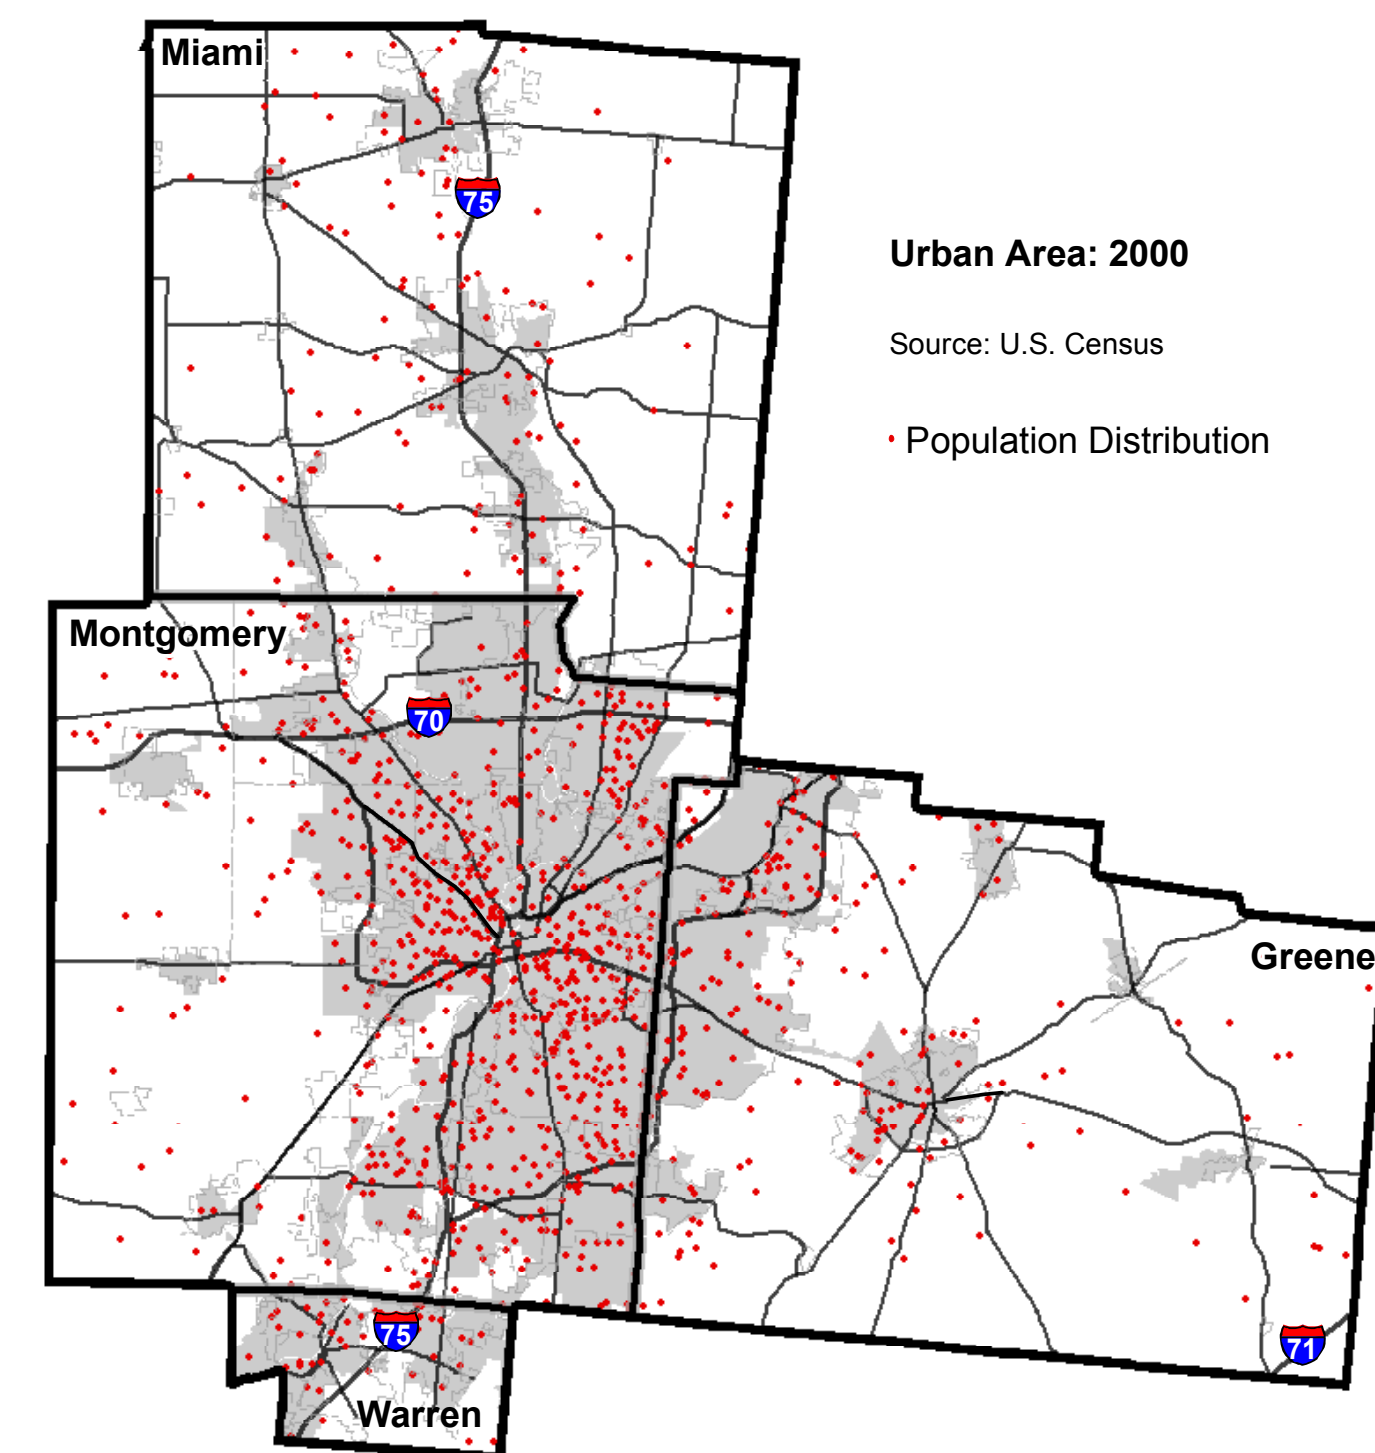 Miami
75
Urban Area: 2000
Source: U.S. Census
Population Distribution
Montgomery
70
Greene
75
71
Warren